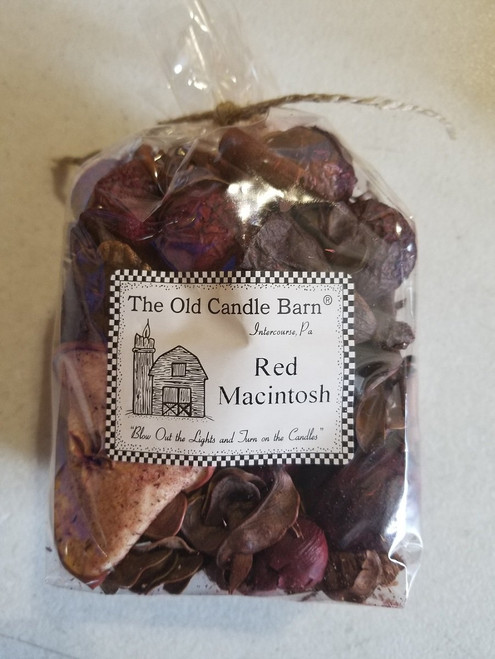 The Old Candle Barn®
Intercourse, Pa
Red
Macintosh
"Blow Out the Lights and Turn on the Candles"